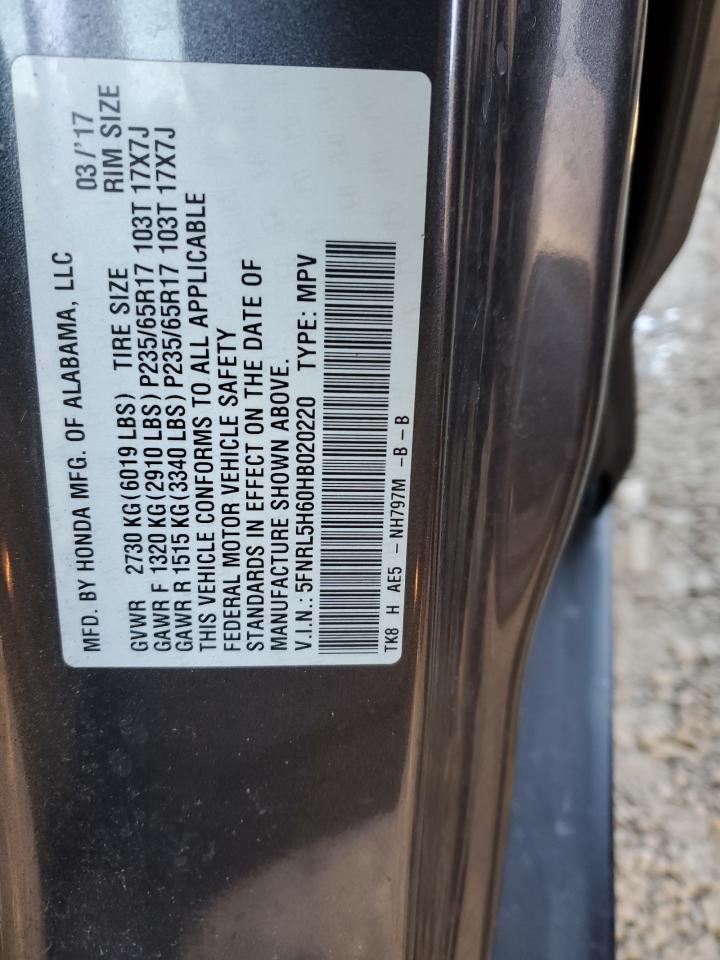 MFD. BY HONDA MFG. OF ALABAMA, LLC 03/'17
GVWR 2730 KG(6019 LBS) TIRE SIZE RIM SIZE
GAWR F 1320 KG(2910 LBS) P235/65R17 103T 17X7J
GAWR R 1515 KG(3340 LBS) P235/65R17 103T 17X7J
THIS VEHICLE CONFORMS TO ALL APPLICABLE
FEDERAL MOTOR VEHICLE SAFETY
STANDARDS IN EFFECT ON THE DATE OF
MANUFACTURE SHOWN ABOVE.
V.I.N.: 5FNRL5H60HB020220 TYPE: MPV
TK8 H AE5 - NH797M -B-B